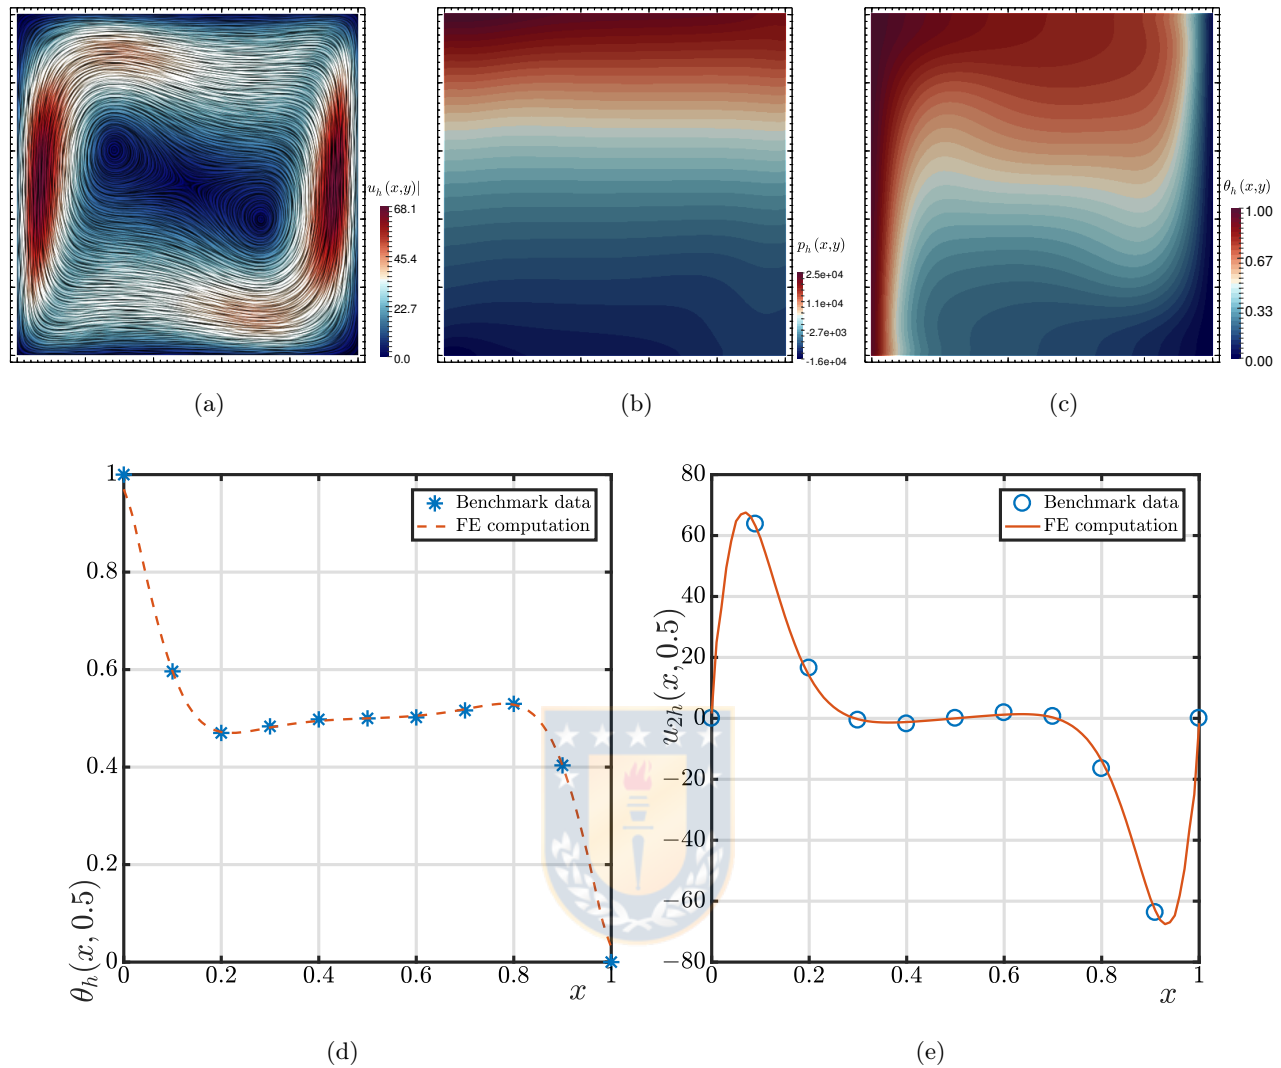 u_h(x,y)|
68.1
45.4
22.7
0.0
p_h(x,y)
2.5e+04
1.1e+04
-2.7e+03
-1.6e+04
θ_h(x,y)
1.00
0.67
0.33
0.00
(a)
(b)
(c)
1
0.8
0.6
0.4
0.2
0
θ_h(x, 0.5)
Benchmark data
FE computation
0
0.2
0.4
0.6
0.8
1
x
80
60
40
20
0
−20
−40
−60
−80
u_{2h}(x, 0.5)
Benchmark data
FE computation
0
0.2
0.4
0.6
0.8
1
x
(d)
(e)